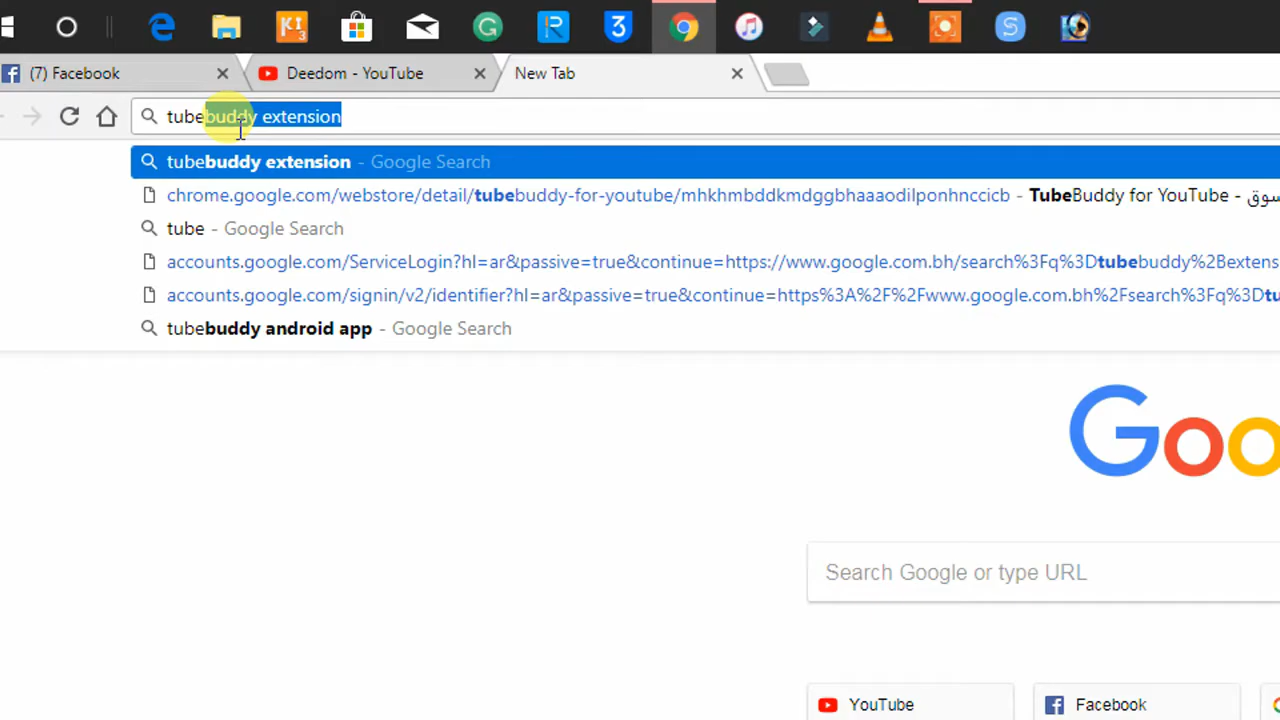 K1
R
3
S
(7) Facebook
Deedom - YouTube
New Tab
tubebuddy extension
tubebuddy extension - Google Search
chrome.google.com/webstore/detail/tubebuddy-for-youtube/mhkhmbddkmdggbhaaaodilponhnccicb - TubeBuddy for YouTube - سوق
tube - Google Search
accounts.google.com/ServiceLogin?hl=ar&passive=true&continue=https://www.google.com.bh/search%3Fq%3Dtubebuddy%2Bextens
accounts.google.com/signin/v2/identifier?hl=ar&passive=true&continue=https%3A%2F%2Fwww.google.com.bh%2Fsearch%3Fq%3Dtu
tubebuddy android app - Google Search
Goo
Search Google or type URL
YouTube
Facebook